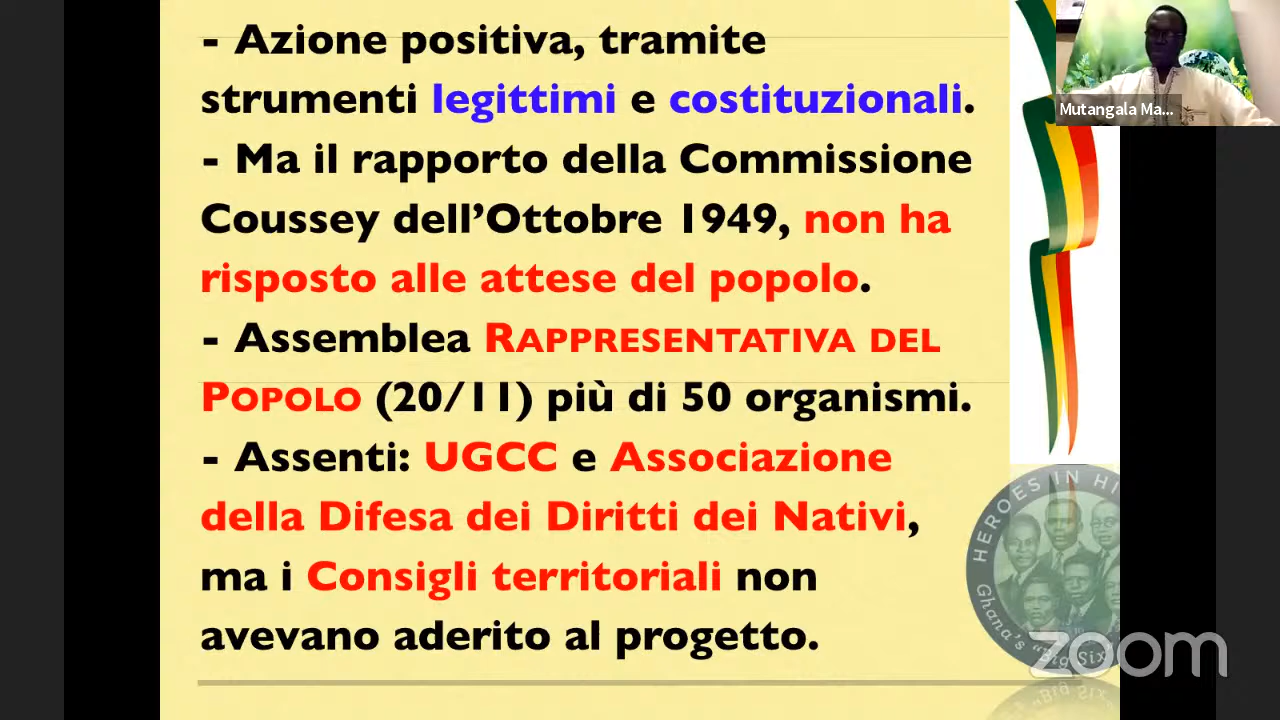 - Azione positiva, tramite
strumenti legittimi e costituzionali.
- Ma il rapporto della Commissione
Coussey dell’Ottobre 1949, non ha
risposto alle attese del popolo.
- Assemblea RAPPRESENTATIVA DEL
POPOLO (20/11) più di 50 organismi.
- Assenti: UGCC e Associazione
della Difesa dei Diritti dei Nativi,
ma i Consigli territoriali non
avevano aderito al progetto.
Mutangala Ma...
HEROES IN HI
Ghana's "Big Six
zoom